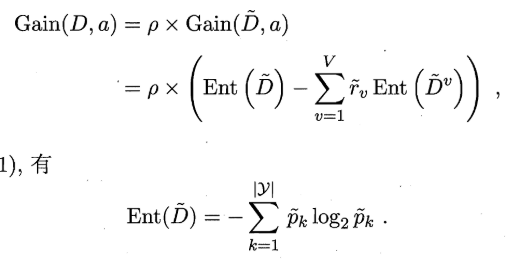 Gain(D, a) = ρ × Gain(D̃, a)
= ρ × ( Ent ( D̃ ) − ∑_{v=1}^{V} r̃_v Ent ( D̃^v ) ) ,
1), 有
Ent(D̃) = − ∑_{k=1}^{|𝒴|} p̃_k log₂ p̃_k .